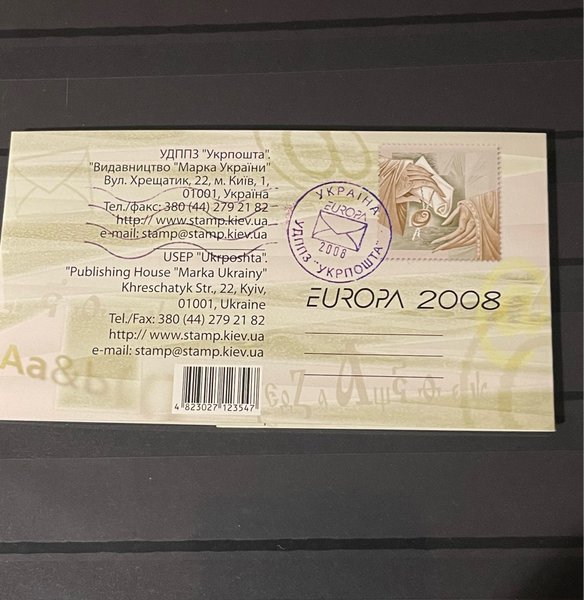 УДППЗ "Укрпошта".
"Видавництво "Марка України"
Вул. Хрещатик, 22, м. Київ, 1,
01001, Україна
Тел./факс: 380 (44) 279 21 82
http:// www.stamp.kiev.ua
e-mail: stamp@stamp.kiev.ua
USEP "Ukrposhta".
"Publishing House "Marka Ukrainy"
Khreschatyk Str., 22, Kyiv,
01001, Ukraine
Tel./Fax: 380 (44) 279 21 82
http:// www.stamp.kiev.ua
e-mail: stamp@stamp.kiev.ua
4 823027 123547
УКРАЇНА
EUROPA
2008
УДППЗ "УКРПОШТА"
EUROPA 2008
@
Aa&b